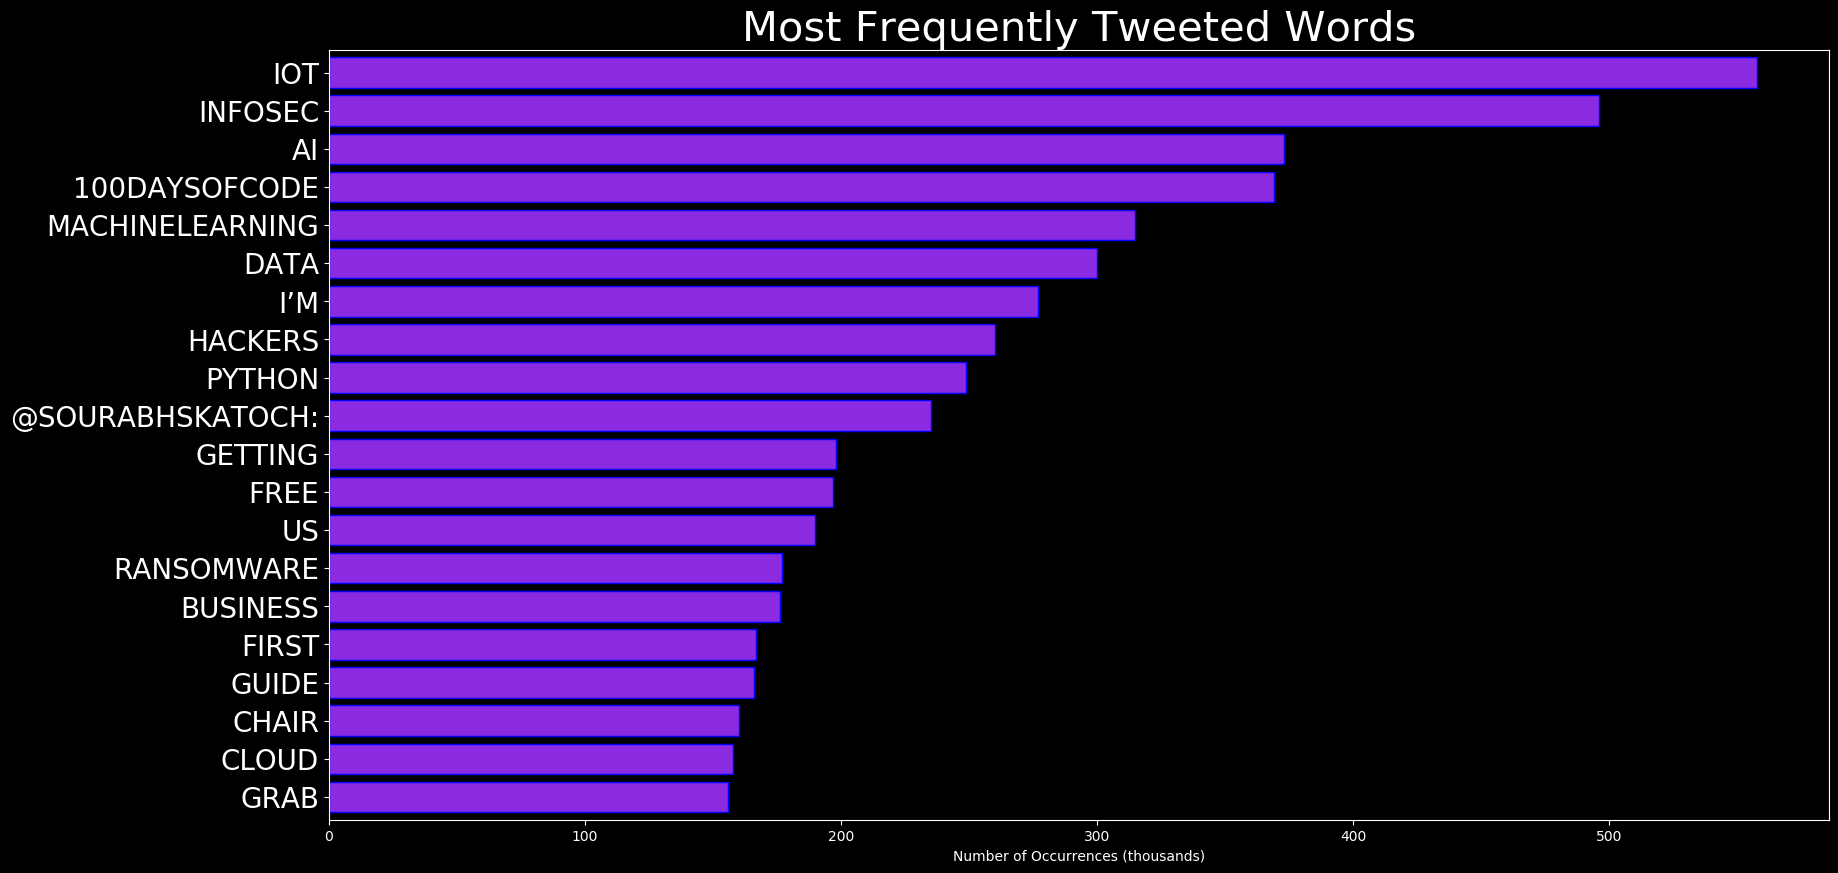 Most Frequently Tweeted Words
IOT
INFOSEC
AI
100DAYSOFCODE
MACHINELEARNING
DATA
I’M
HACKERS
PYTHON
@SOURABHSKATOCH:
GETTING
FREE
US
RANSOMWARE
BUSINESS
FIRST
GUIDE
CHAIR
CLOUD
GRAB
0 100 200 300 400 500
Number of Occurrences (thousands)